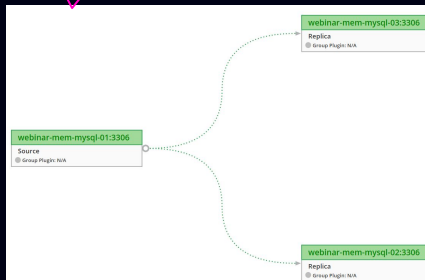 webinar-mem-mysql-03:3306
Replica
Group Plugin: N/A
webinar-mem-mysql-01:3306
Source
Group Plugin: N/A
webinar-mem-mysql-02:3306
Replica
Group Plugin: N/A